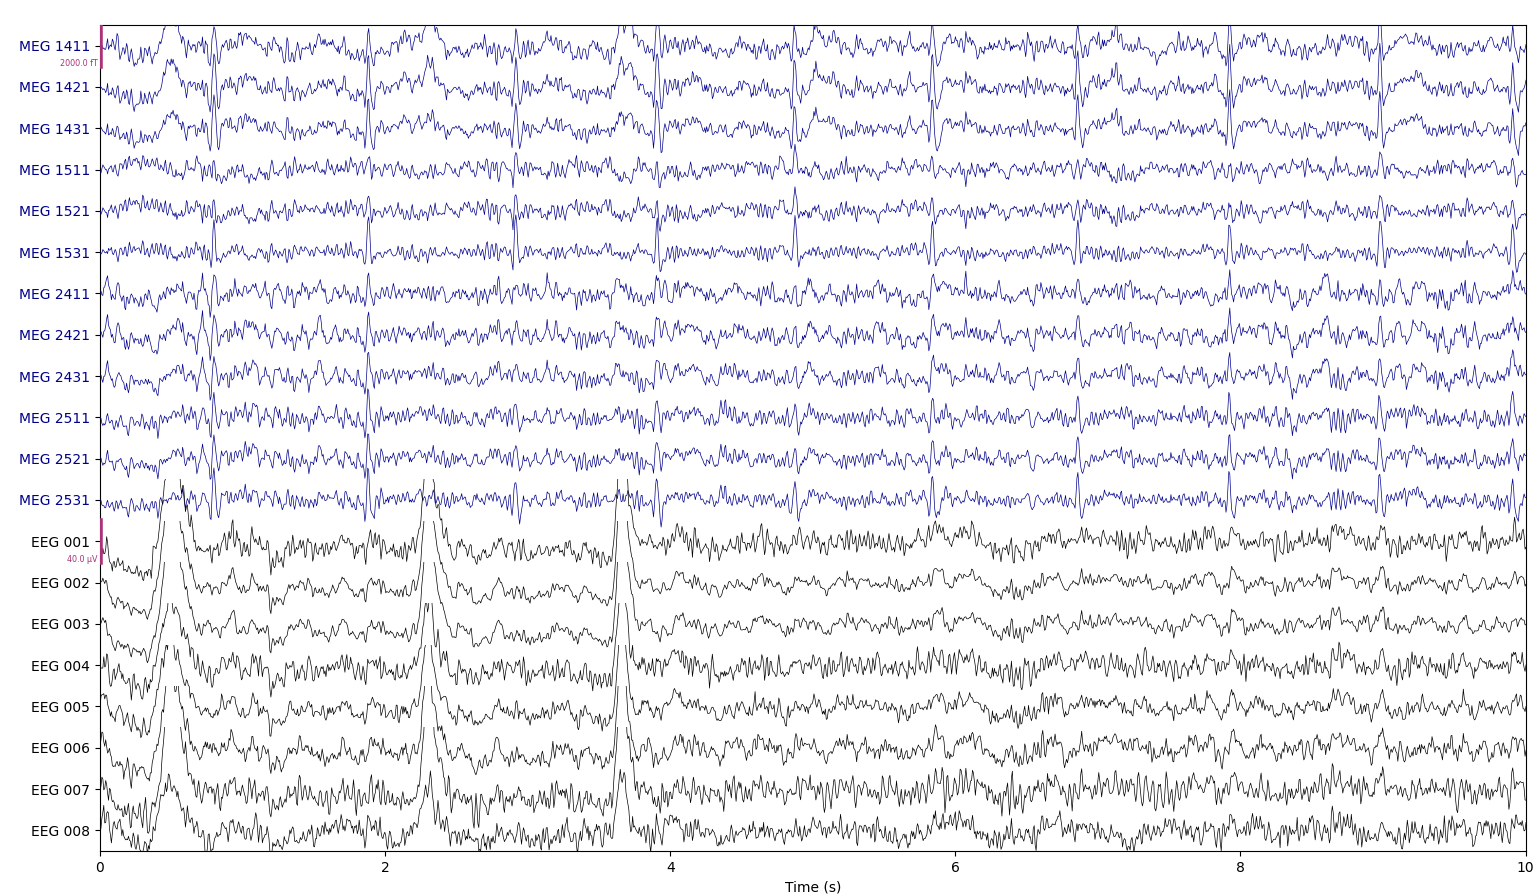 MEG 1411
2000.0 fT
MEG 1421
MEG 1431
MEG 1511
MEG 1521
MEG 1531
MEG 2411
MEG 2421
MEG 2431
MEG 2511
MEG 2521
MEG 2531
EEG 001
40.0 µV
EEG 002
EEG 003
EEG 004
EEG 005
EEG 006
EEG 007
EEG 008
0 2 4 6 8 10
Time (s)